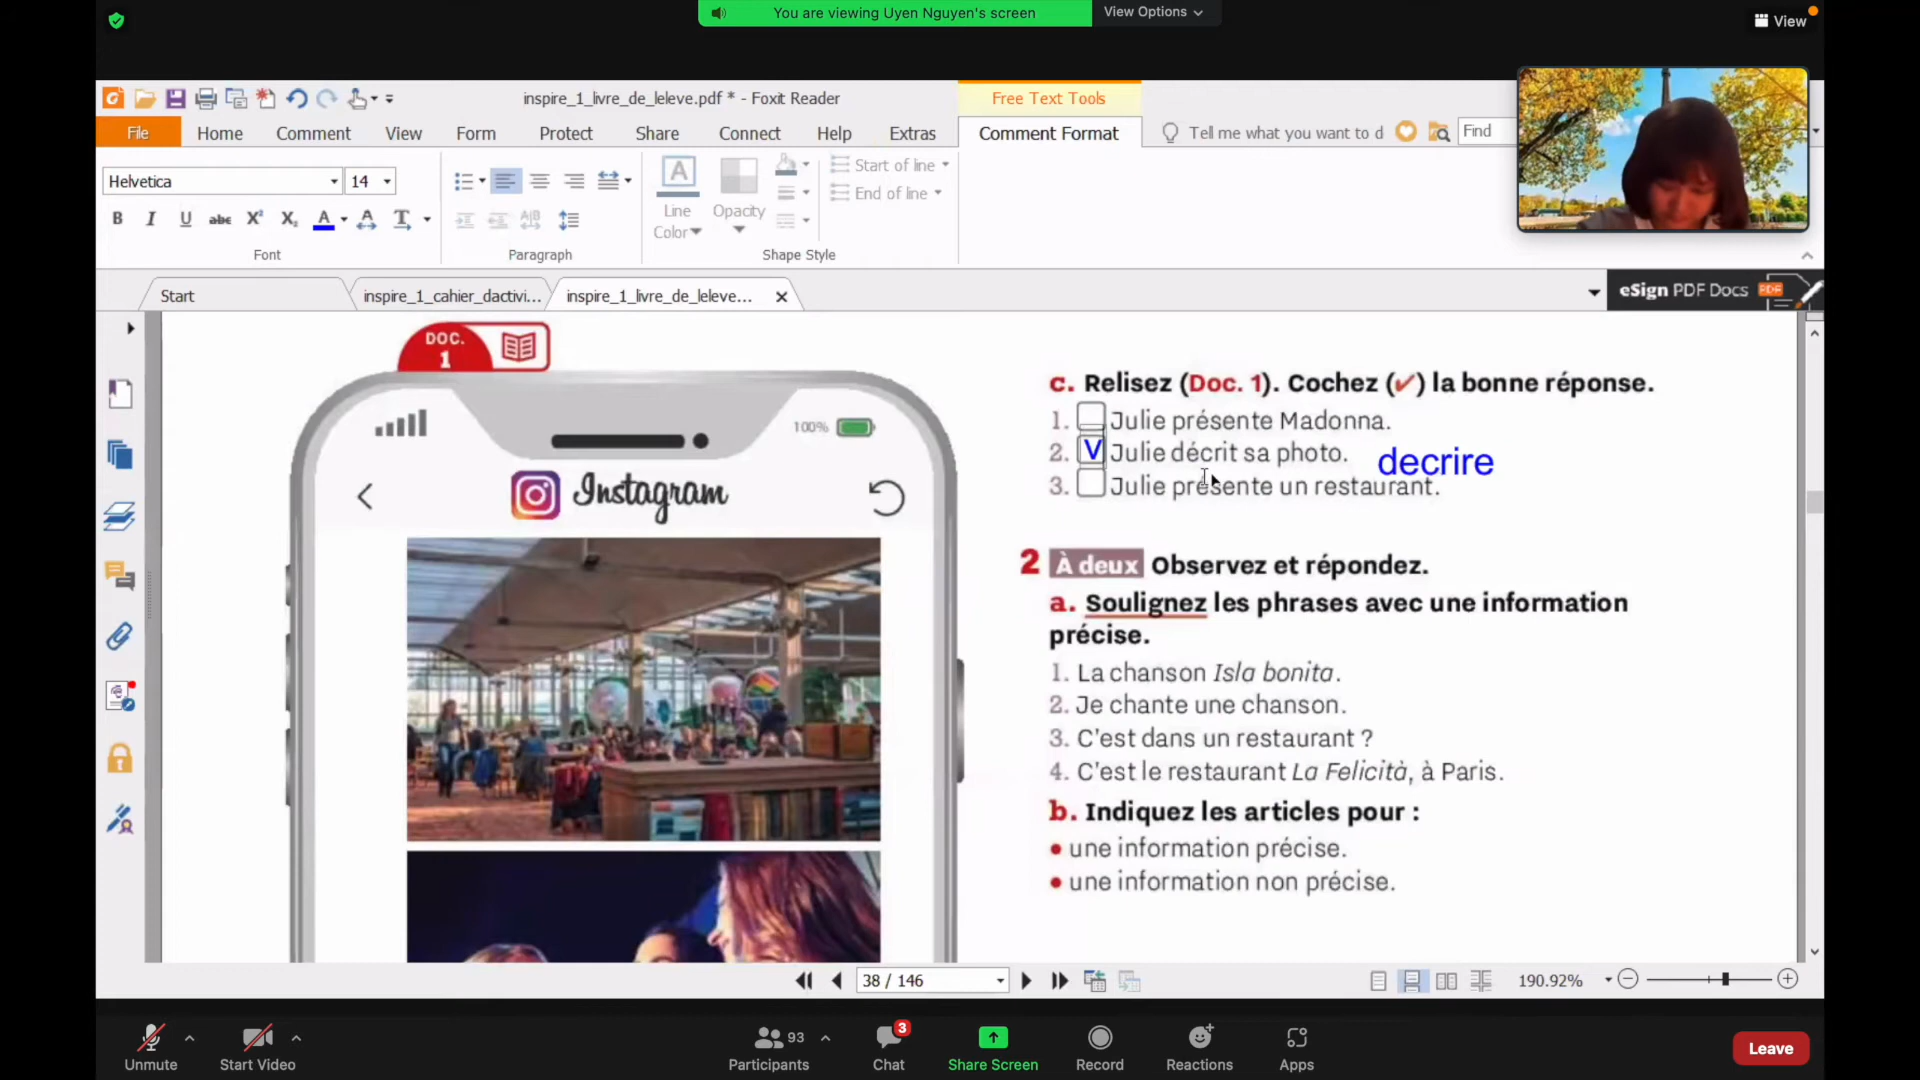 You are viewing Uyen Nguyen's screen
View Options
View
inspire_1_livre_de_leleve.pdf * - Foxit Reader
Free Text Tools
File
Home
Comment
View
Form
Protect
Share
Connect
Help
Extras
Comment Format
Tell me what you want to d
Find
Helvetica
14
Line
Color
Opacity
Start of line
End of line
B I U abc X² X₂ A A T
Font
Paragraph
Shape Style
Start
inspire_1_cahier_dactivi...
inspire_1_livre_de_leleve...
eSign PDF Docs
PDF
DOC.
1
100%
Instagram
c. Relisez (Doc. 1). Cochez (✔) la bonne réponse.
1. Julie présente Madonna.
2. V Julie décrit sa photo.
decrire
3. Julie présente un restaurant.
2 À deux Observez et répondez.
a. Soulignez les phrases avec une information
précise.
1. La chanson Isla bonita.
2. Je chante une chanson.
3. C'est dans un restaurant ?
4. C'est le restaurant La Felicità, à Paris.
b. Indiquez les articles pour :
• une information précise.
• une information non précise.
38 / 146
190.92%
Unmute
Start Video
93
Participants
3
Chat
Share Screen
Record
Reactions
Apps
Leave